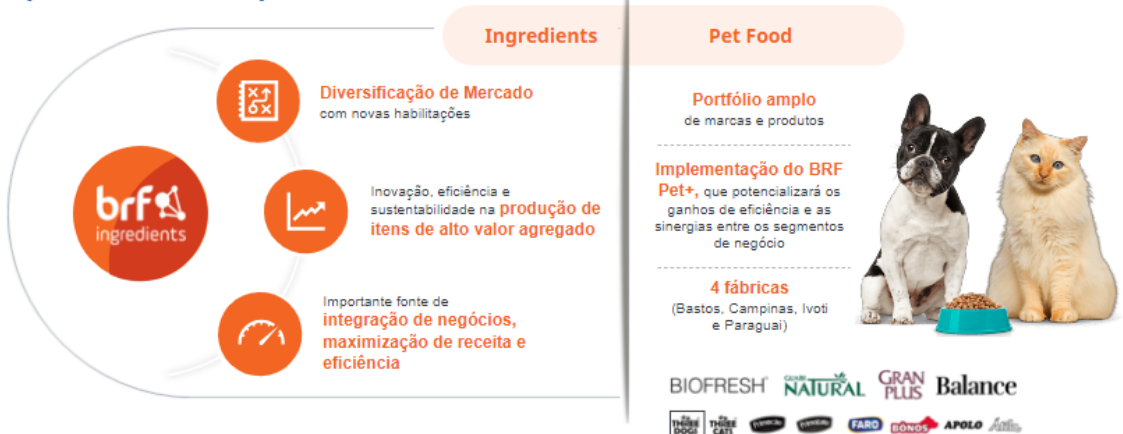 Ingredients
Diversificação de Mercado
com novas habilitações
brf
ingredients
Inovação, eficiência e
sustentabilidade na produção de
itens de alto valor agregado
Importante fonte de
integração de negócios,
maximização de receita e
eficiência
Pet Food
Portfólio amplo
de marcas e produtos
Implementação do BRF
Pet+, que potencializará os
ganhos de eficiência e as
sinergias entre os segmentos
de negócio
4 fábricas
(Bastos, Campinas, Ivoti
e Paraguai)
BIOFRESH
NATURAL
GRAN
PLUS
Balance
THREE
DOGS
THREE
CATS
FARO
BÔNOS
APOLO